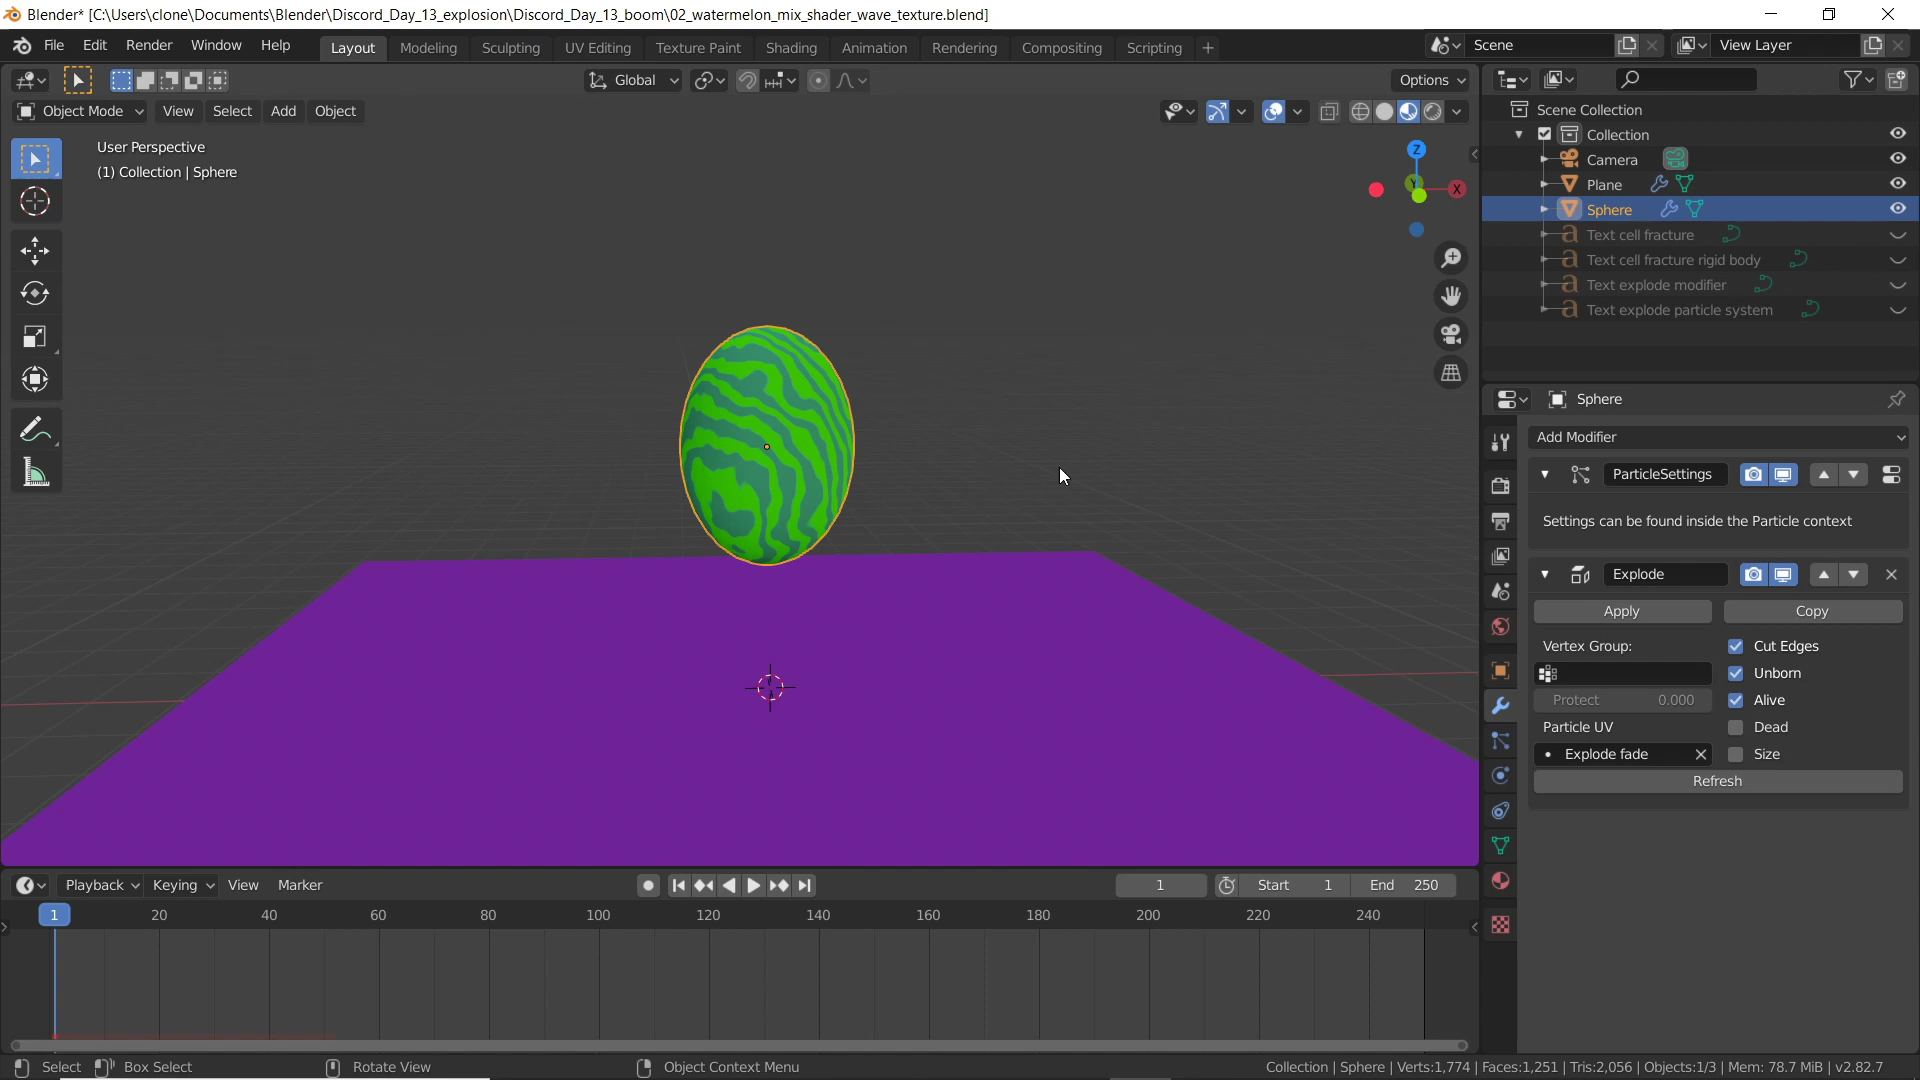 Blender* [C:\Users\clone\Documents\Blender\Discord_Day_13_explosion\Discord_Day_13_boom\02_watermelon_mix_shader_wave_texture.blend]
File Edit Render Window Help Layout Modeling Sculpting UV Editing Texture Paint Shading Animation Rendering Compositing Scripting + Scene View Layer
Global Options
Object Mode View Select Add Object
User Perspective
(1) Collection | Sphere
Z
Y
X
Scene Collection
Collection
Camera
Plane
Sphere
Text cell fracture
Text cell fracture rigid body
Text explode modifier
Text explode particle system
Sphere
Add Modifier
ParticleSettings
Settings can be found inside the Particle context
Explode
Apply Copy
Vertex Group: Cut Edges
Unborn
Protect 0.000 Alive
Particle UV Dead
Explode fade Size
Refresh
Playback Keying View Marker 1 Start 1 End 250
1 20 40 60 80 100 120 140 160 180 200 220 240
Select Box Select Rotate View Object Context Menu Collection | Sphere | Verts:1,774 | Faces:1,251 | Tris:2,056 | Objects:1/3 | Mem: 78.7 MiB | v2.82.7